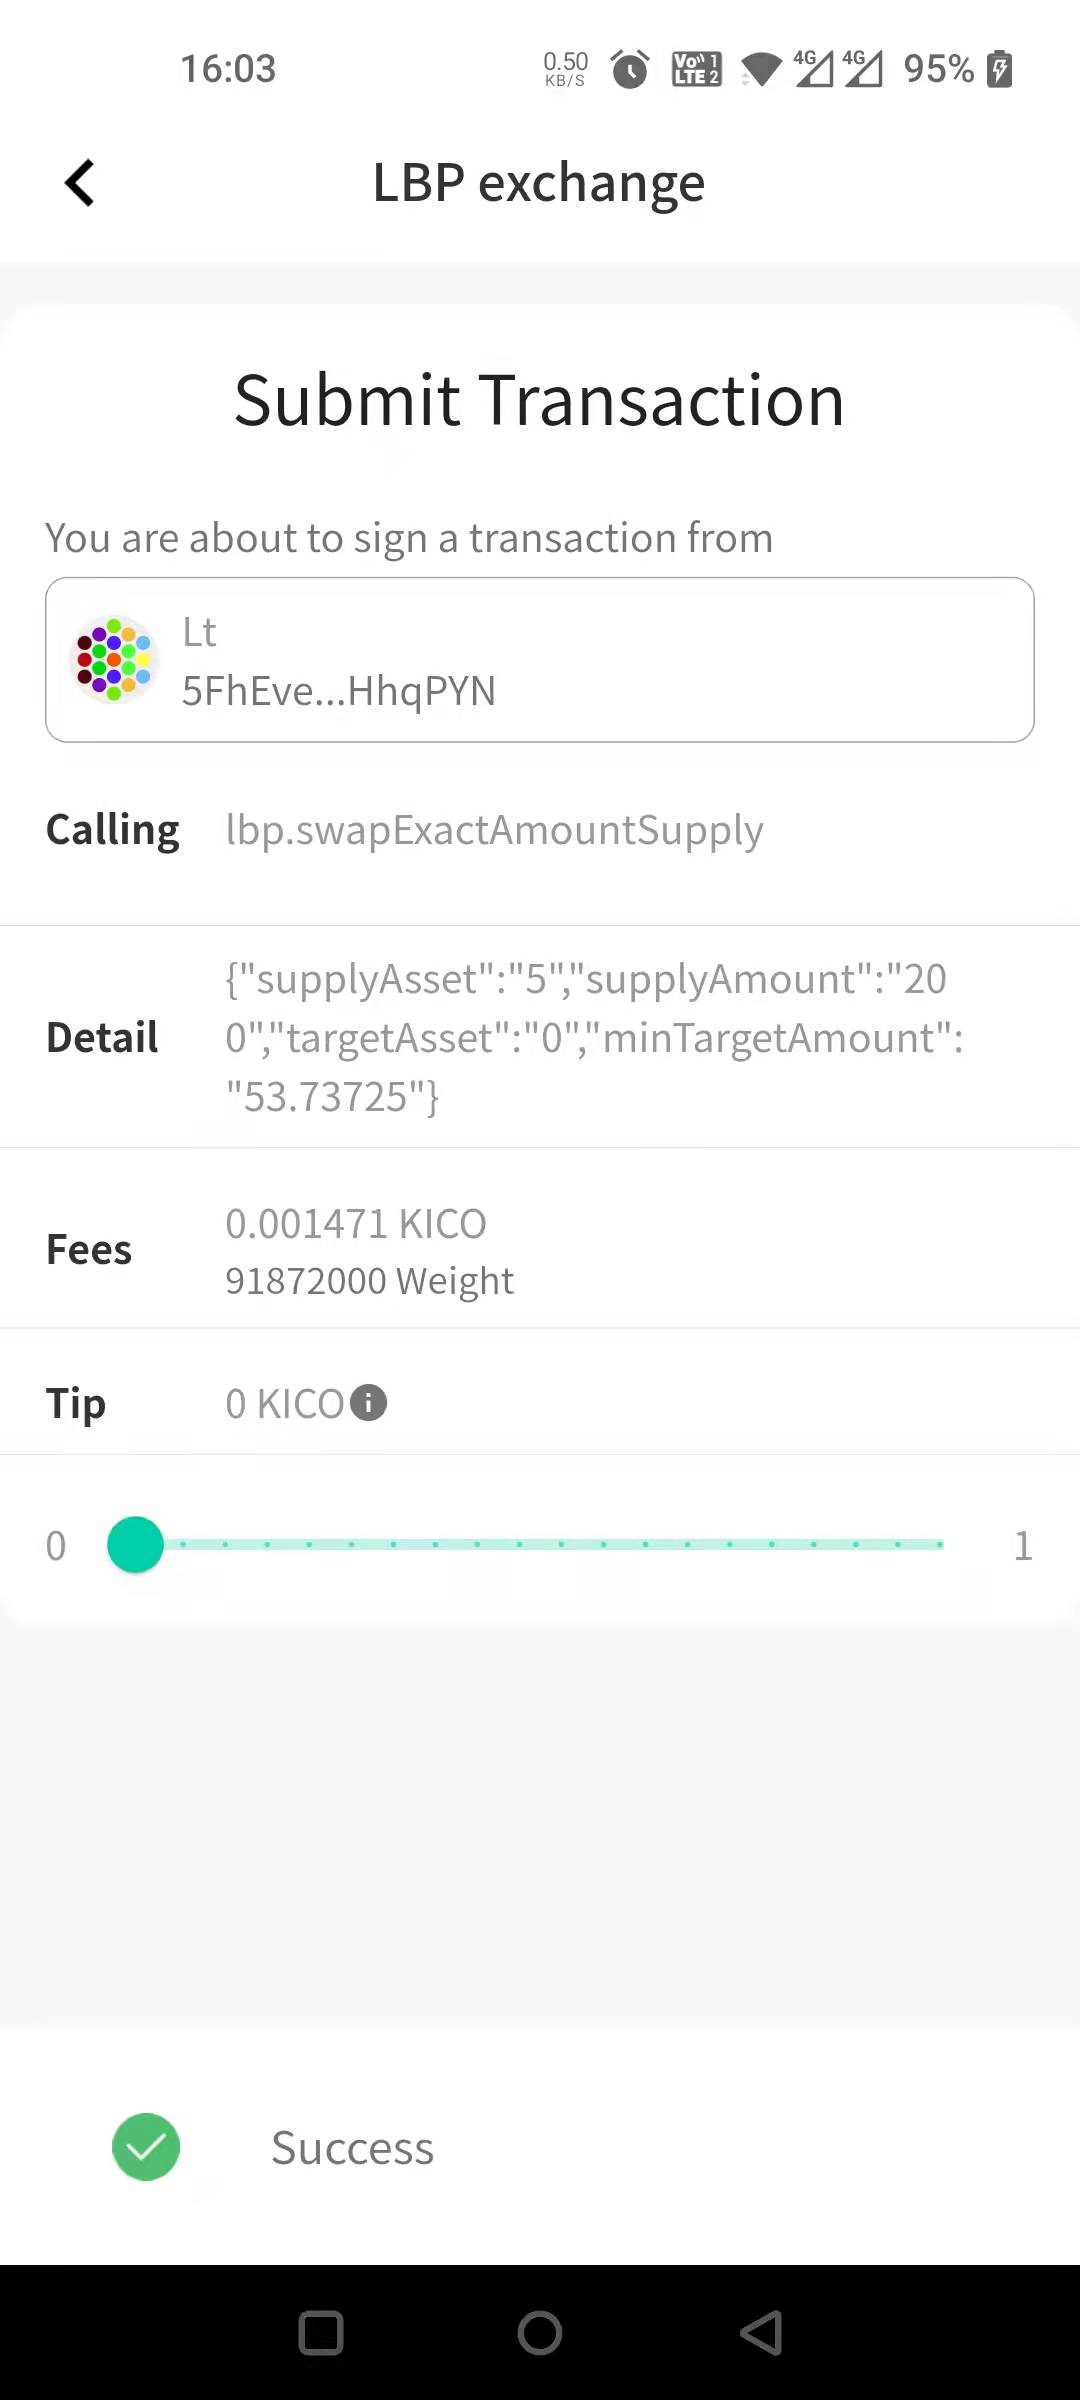 16:03
0.50
KB/S
Vo 1
LTE 2
4G
4G
95%
LBP exchange
Submit Transaction
You are about to sign a transaction from
Lt
5FhEve...HhqPYN
Calling
lbp.swapExactAmountSupply
Detail
{"supplyAsset":"5","supplyAmount":"20
0","targetAsset":"0","minTargetAmount":
"53.73725"}
Fees
0.001471 KICO
91872000 Weight
Tip
0 KICO
0
1
Success